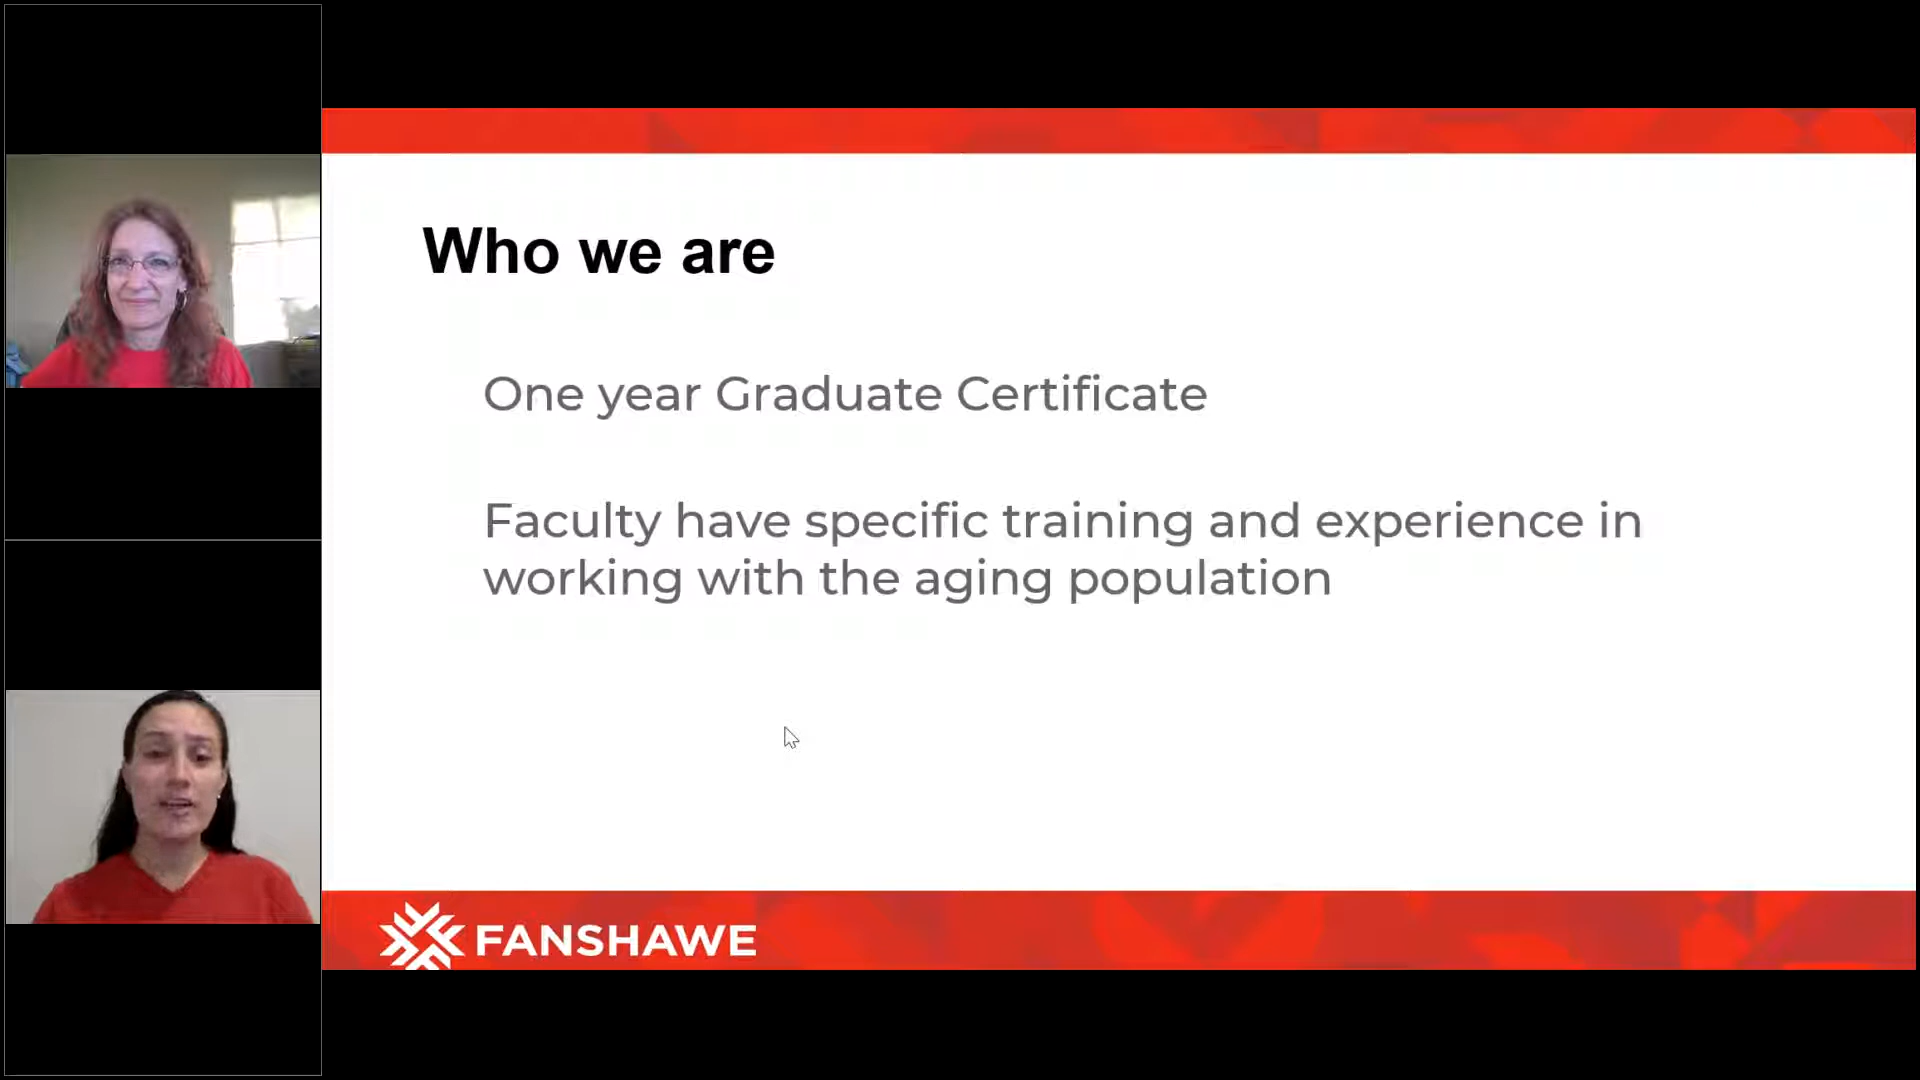 Who we are
One year Graduate Certificate
Faculty have specific training and experience in
working with the aging population
FANSHAWE